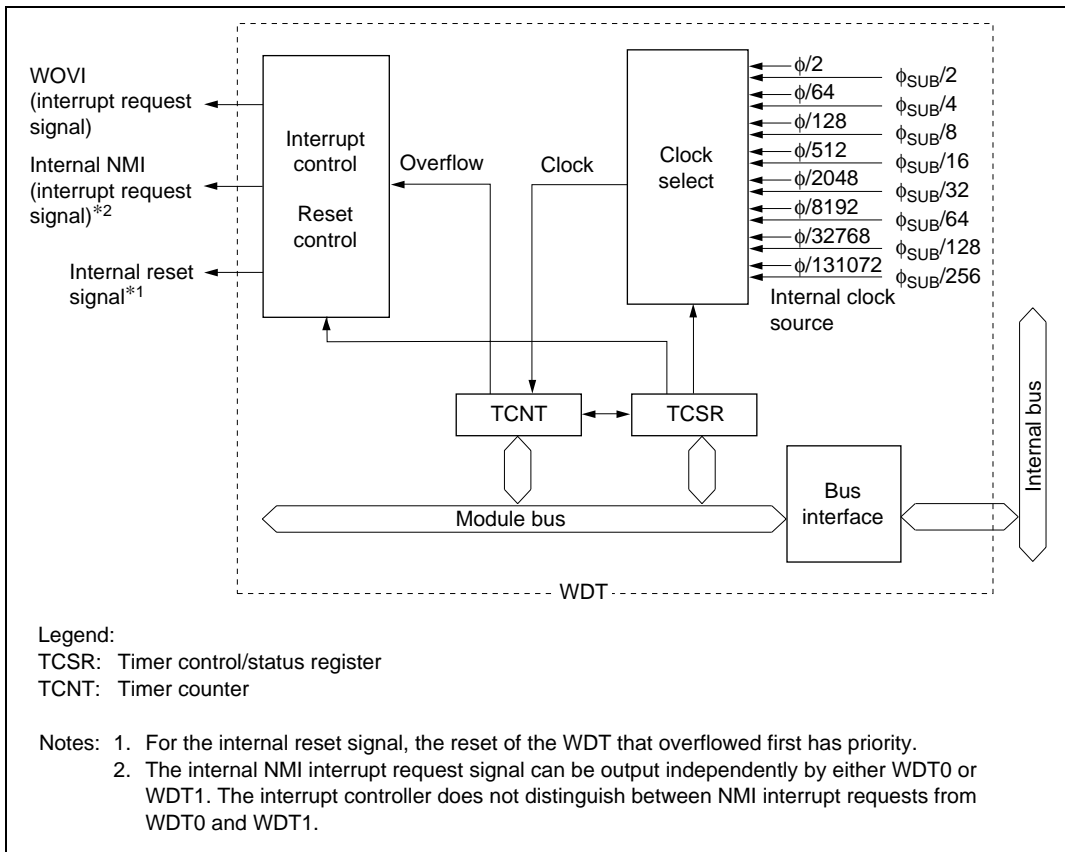 WOVI
(interrupt request
signal)
Internal NMI
(interrupt request
signal)*2
Internal reset
signal*1
Interrupt
control
Reset
control
Overflow
Clock
Clock
select
ϕ/2
ϕSUB/2
ϕ/64
ϕSUB/4
ϕ/128
ϕSUB/8
ϕ/512
ϕSUB/16
ϕ/2048
ϕSUB/32
ϕ/8192
ϕSUB/64
ϕ/32768
ϕSUB/128
ϕ/131072
ϕSUB/256
Internal clock
source
TCNT
TCSR
Module bus
Bus
interface
Internal bus
WDT
Legend:
TCSR: Timer control/status register
TCNT: Timer counter
Notes: 1. For the internal reset signal, the reset of the WDT that overflowed first has priority.
2. The internal NMI interrupt request signal can be output independently by either WDT0 or
WDT1. The interrupt controller does not distinguish between NMI interrupt requests from
WDT0 and WDT1.